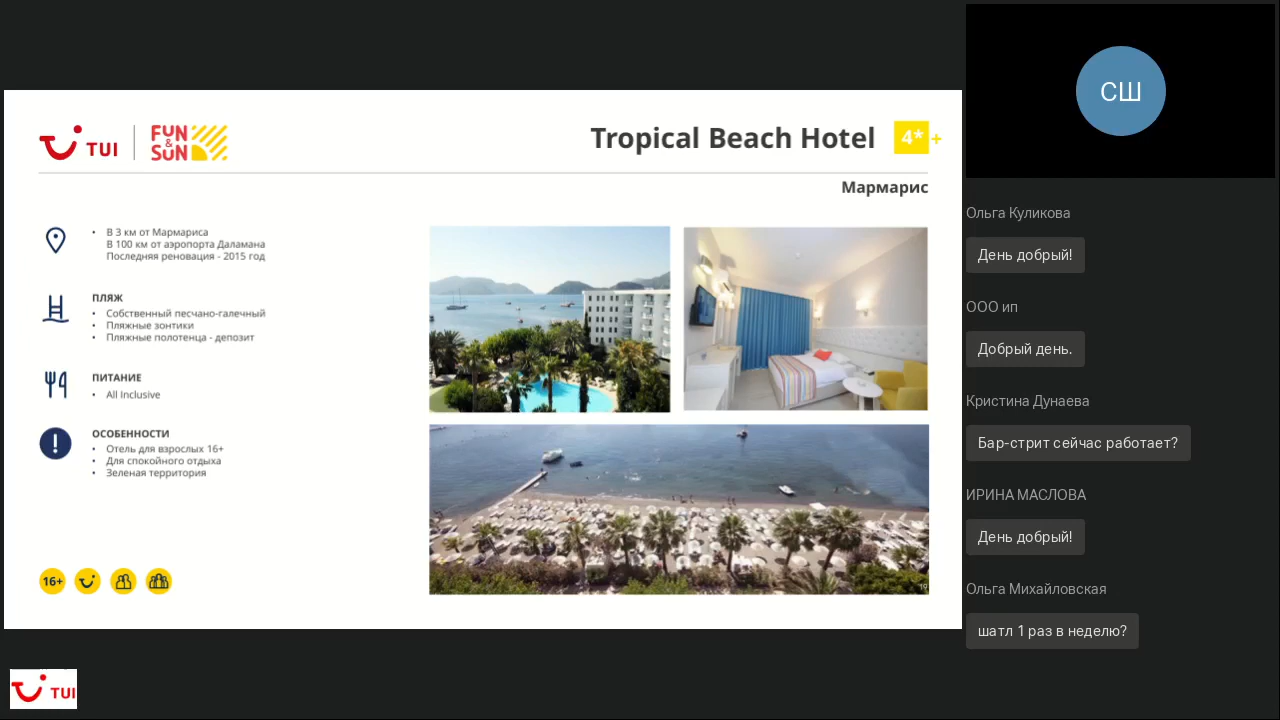 TUI
FUN
&
SUN
Tropical Beach Hotel 4*+
Мармарис
• В 3 км от Мармариса
В 100 км от аэропорта Даламана
Последняя реновация - 2015 год
ПЛЯЖ
• Собственный песчано-галечный
• Пляжные зонтики
• Пляжные полотенца - депозит
ПИТАНИЕ
• All Inclusive
ОСОБЕННОСТИ
• Отель для взрослых 16+
• Для спокойного отдыха
• Зеленая территория
16+
19
TUI
СШ
Ольга Куликова
День добрый!
ООО ип
Добрый день.
Кристина Дунаева
Бар-стрит сейчас работает?
ИРИНА МАСЛОВА
День добрый!
Ольга Михайловская
шатл 1 раз в неделю?